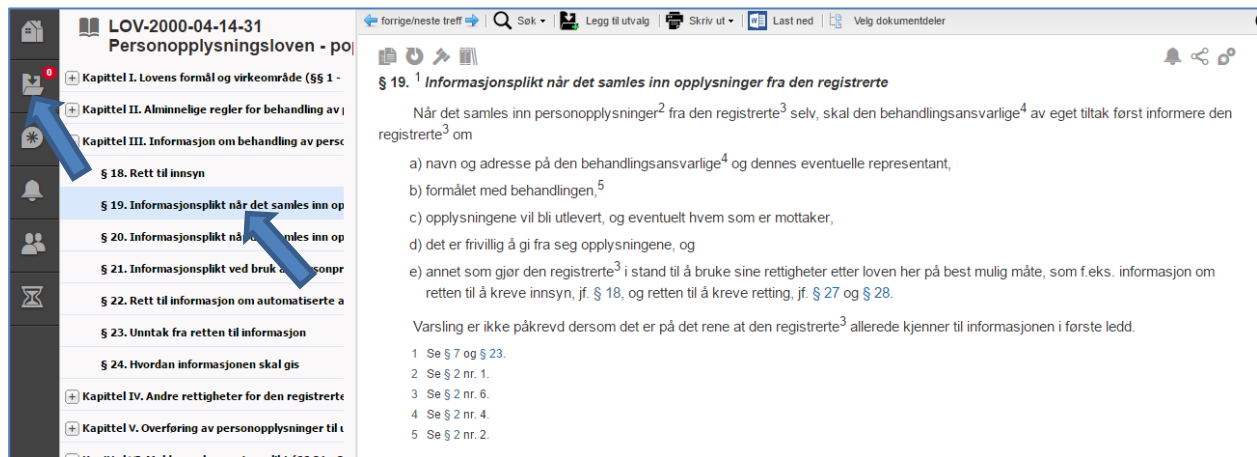 LOV-2000-04-14-31
Personopplysningsloven - pop
0
Kapittel I. Lovens formål og virkeområde (§§ 1 -
Kapittel II. Alminnelige regler for behandling av p
Kapittel III. Informasjon om behandling av perso
§ 18. Rett til innsyn
§ 19. Informasjonsplikt når det samles inn op
§ 20. Informasjonsplikt når samles inn op
§ 21. Informasjonsplikt ved bruk personpr
§ 22. Rett til informasjon om automatiserte a
§ 23. Unntak fra retten til informasjon
§ 24. Hvordan informasjonen skal gis
Kapittel IV. Andre rettigheter for den registrerte
Kapittel V. Overføring av personopplysninger til u
forrige/neste treff Søk Legg til utvalg Skriv ut Last ned Velg dokumentdeler
§ 19. 1 Informasjonsplikt når det samles inn opplysninger fra den registrerte
Når det samles inn personopplysninger2 fra den registrerte3 selv, skal den behandlingsansvarlige4 av eget tiltak først informere den
registrerte3 om
a) navn og adresse på den behandlingsansvarlige4 og dennes eventuelle representant,
b) formålet med behandlingen,5
c) opplysningene vil bli utlevert, og eventuelt hvem som er mottaker,
d) det er frivillig å gi fra seg opplysningene, og
e) annet som gjør den registrerte3 i stand til å bruke sine rettigheter etter loven her på best mulig måte, som f.eks. informasjon om
retten til å kreve innsyn, jf. § 18, og retten til å kreve retting, jf. § 27 og § 28.
Varsling er ikke påkrevd dersom det er på det rene at den registrerte3 allerede kjenner til informasjonen i første ledd.
1 Se § 7 og § 23.
2 Se § 2 nr. 1.
3 Se § 2 nr. 6.
4 Se § 2 nr. 4.
5 Se § 2 nr. 2.